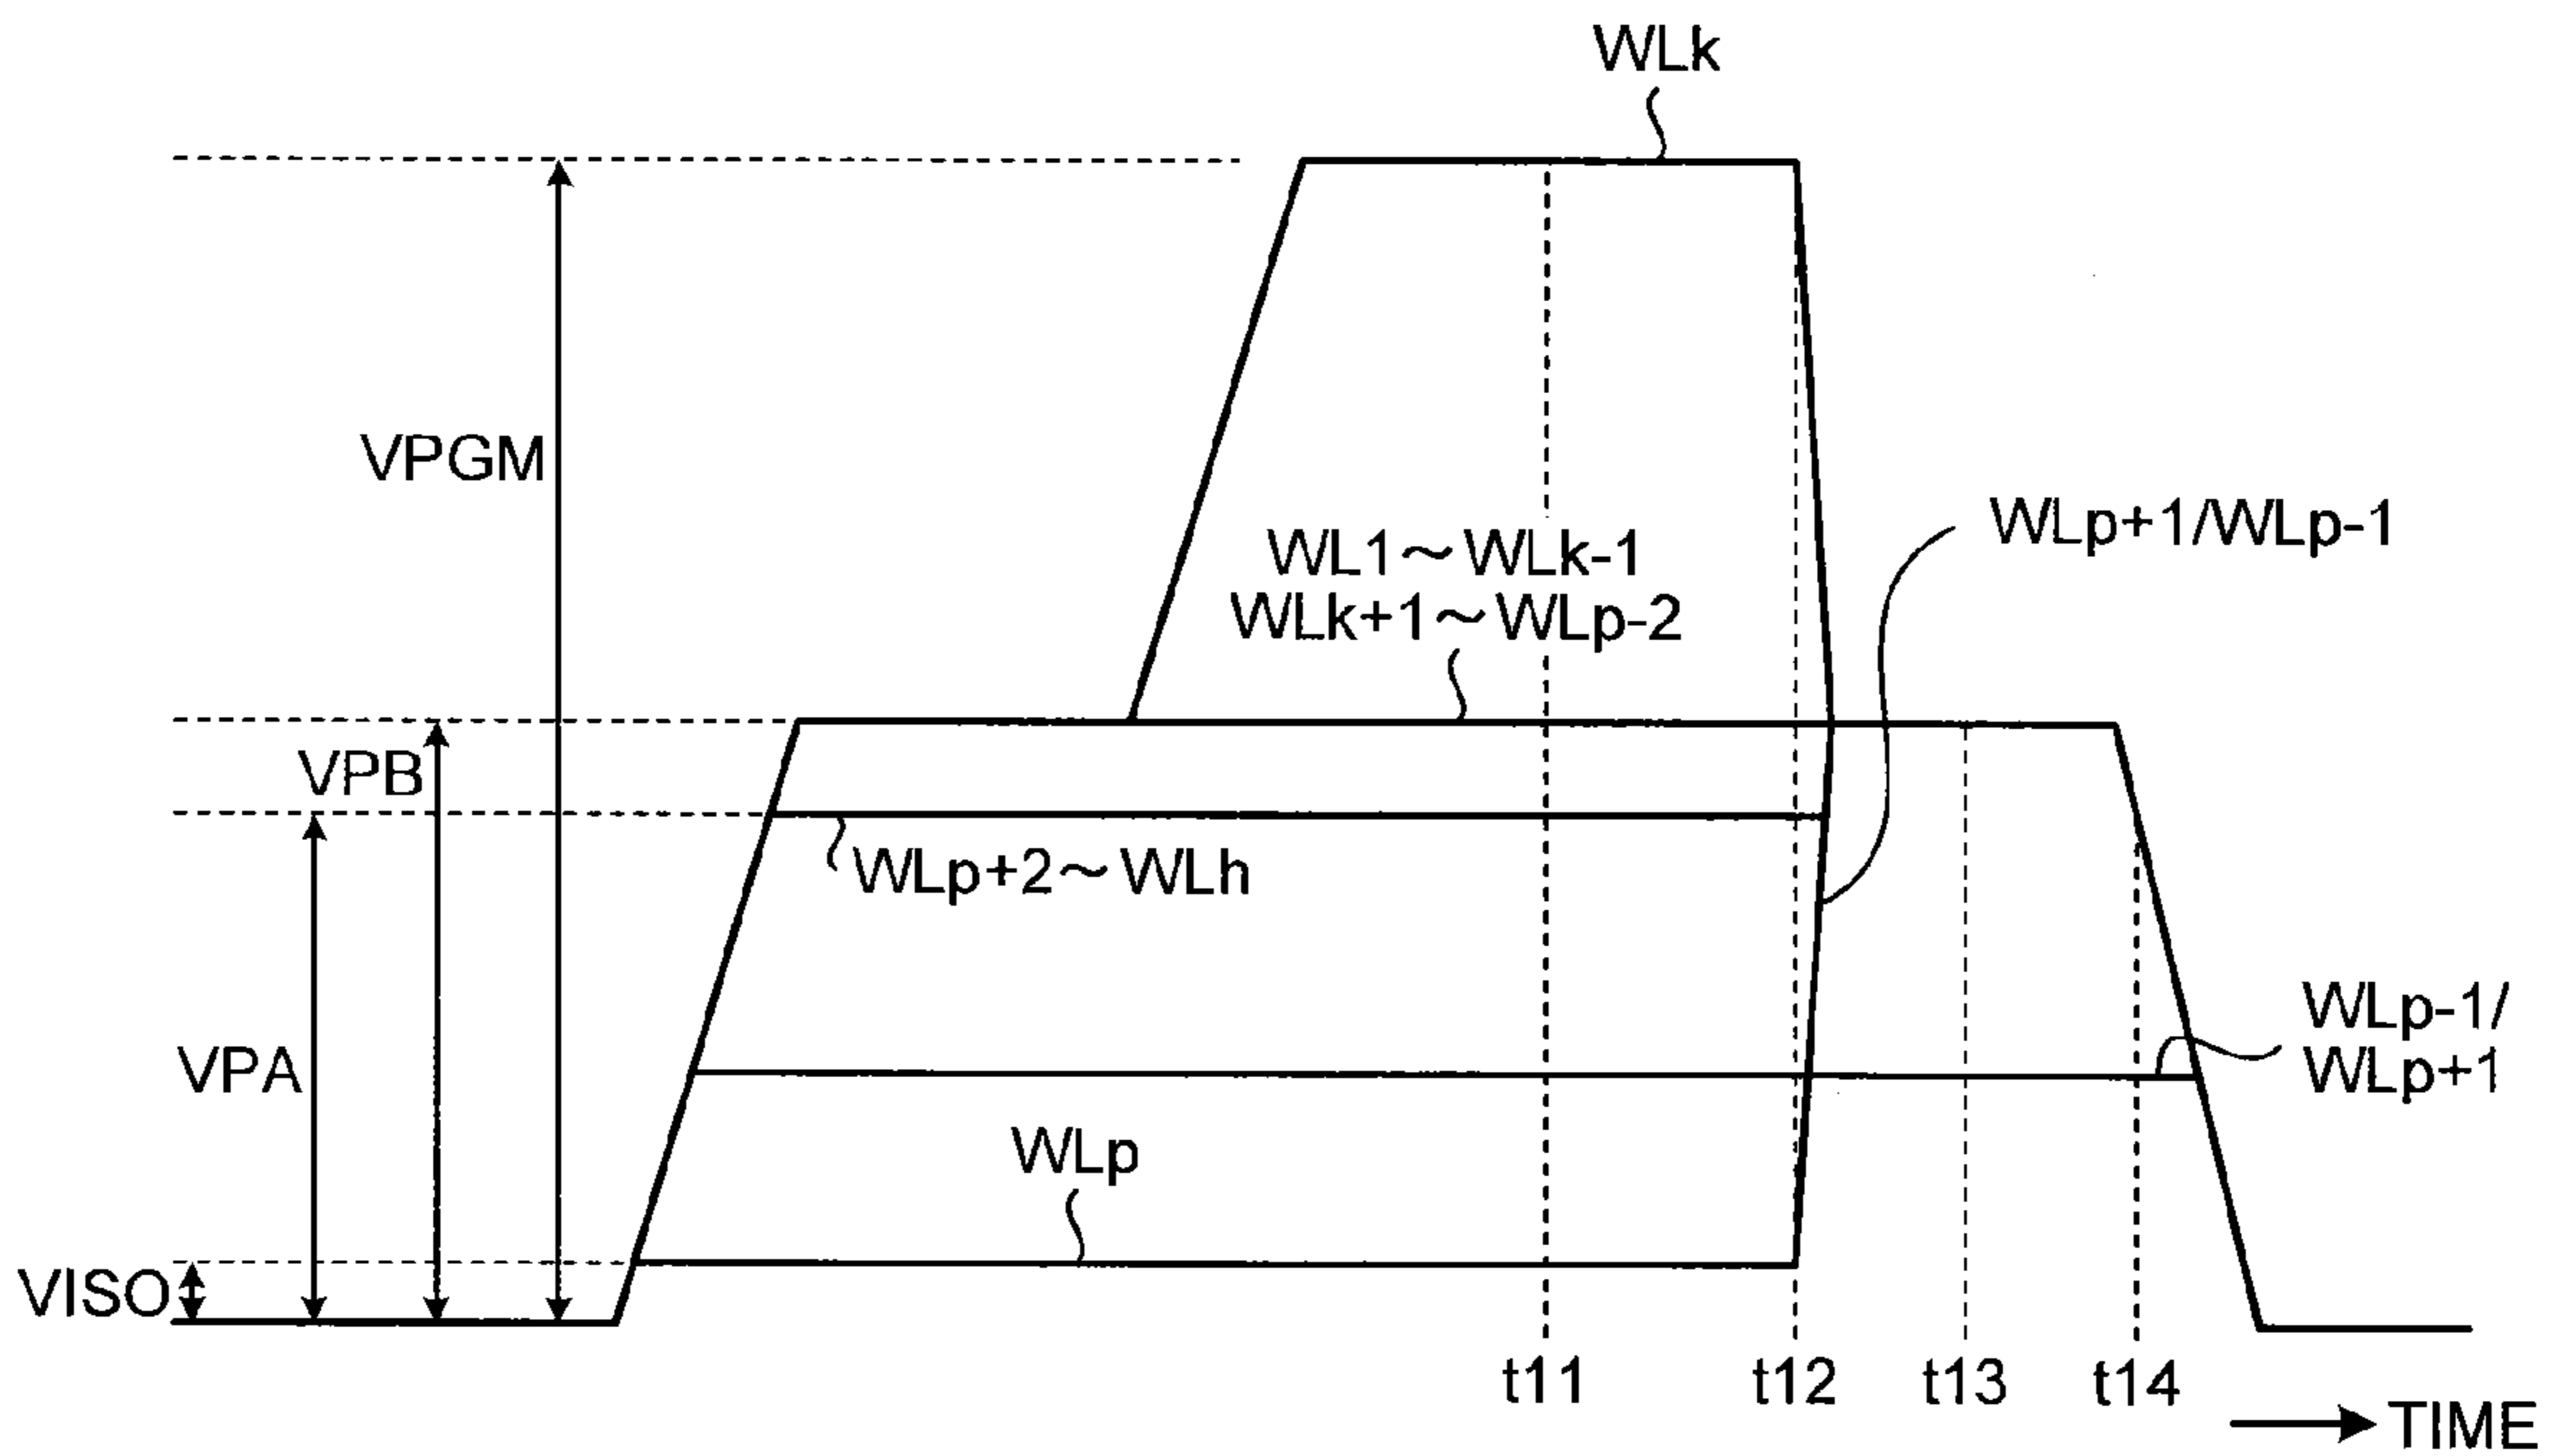 WLk
VPGM
WLp+1/WLp-1
WL1～WLk-1
WLk+1～WLp-2
VPB
WLp+2～WLh
WLp-1/
WLp+1
VPA
WLp
VISO
t11 t12 t13 t14
TIME